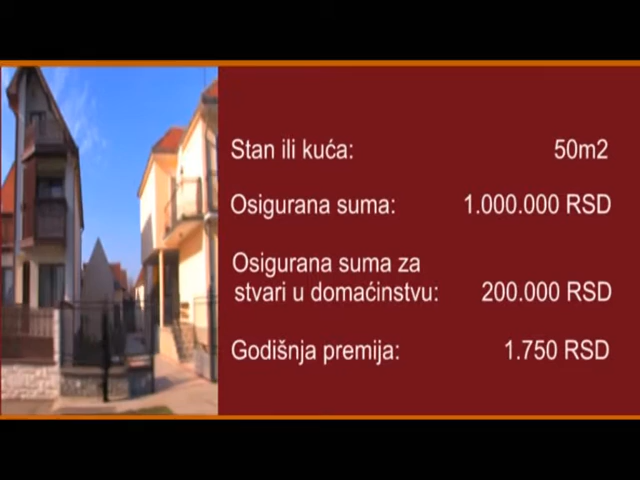 Stan ili kuća: 50m2
Osigurana suma: 1.000.000 RSD
Osigurana suma za
stvari u domaćinstvu: 200.000 RSD
Godišnja premija: 1.750 RSD